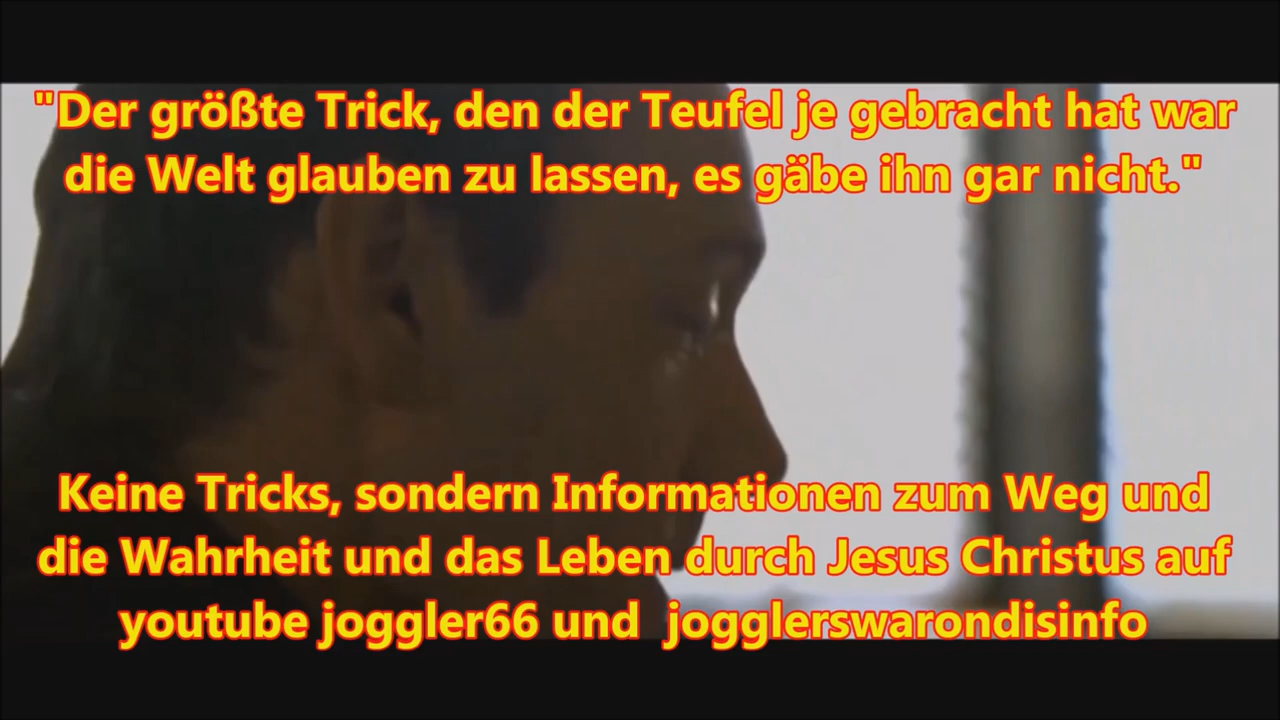 "Der größte Trick, den der Teufel je gebracht hat war
die Welt glauben zu lassen, es gäbe ihn gar nicht."
Keine Tricks, sondern Informationen zum Weg und
die Wahrheit und das Leben durch Jesus Christus auf
youtube joggler66 und jogglerswarondisinfo